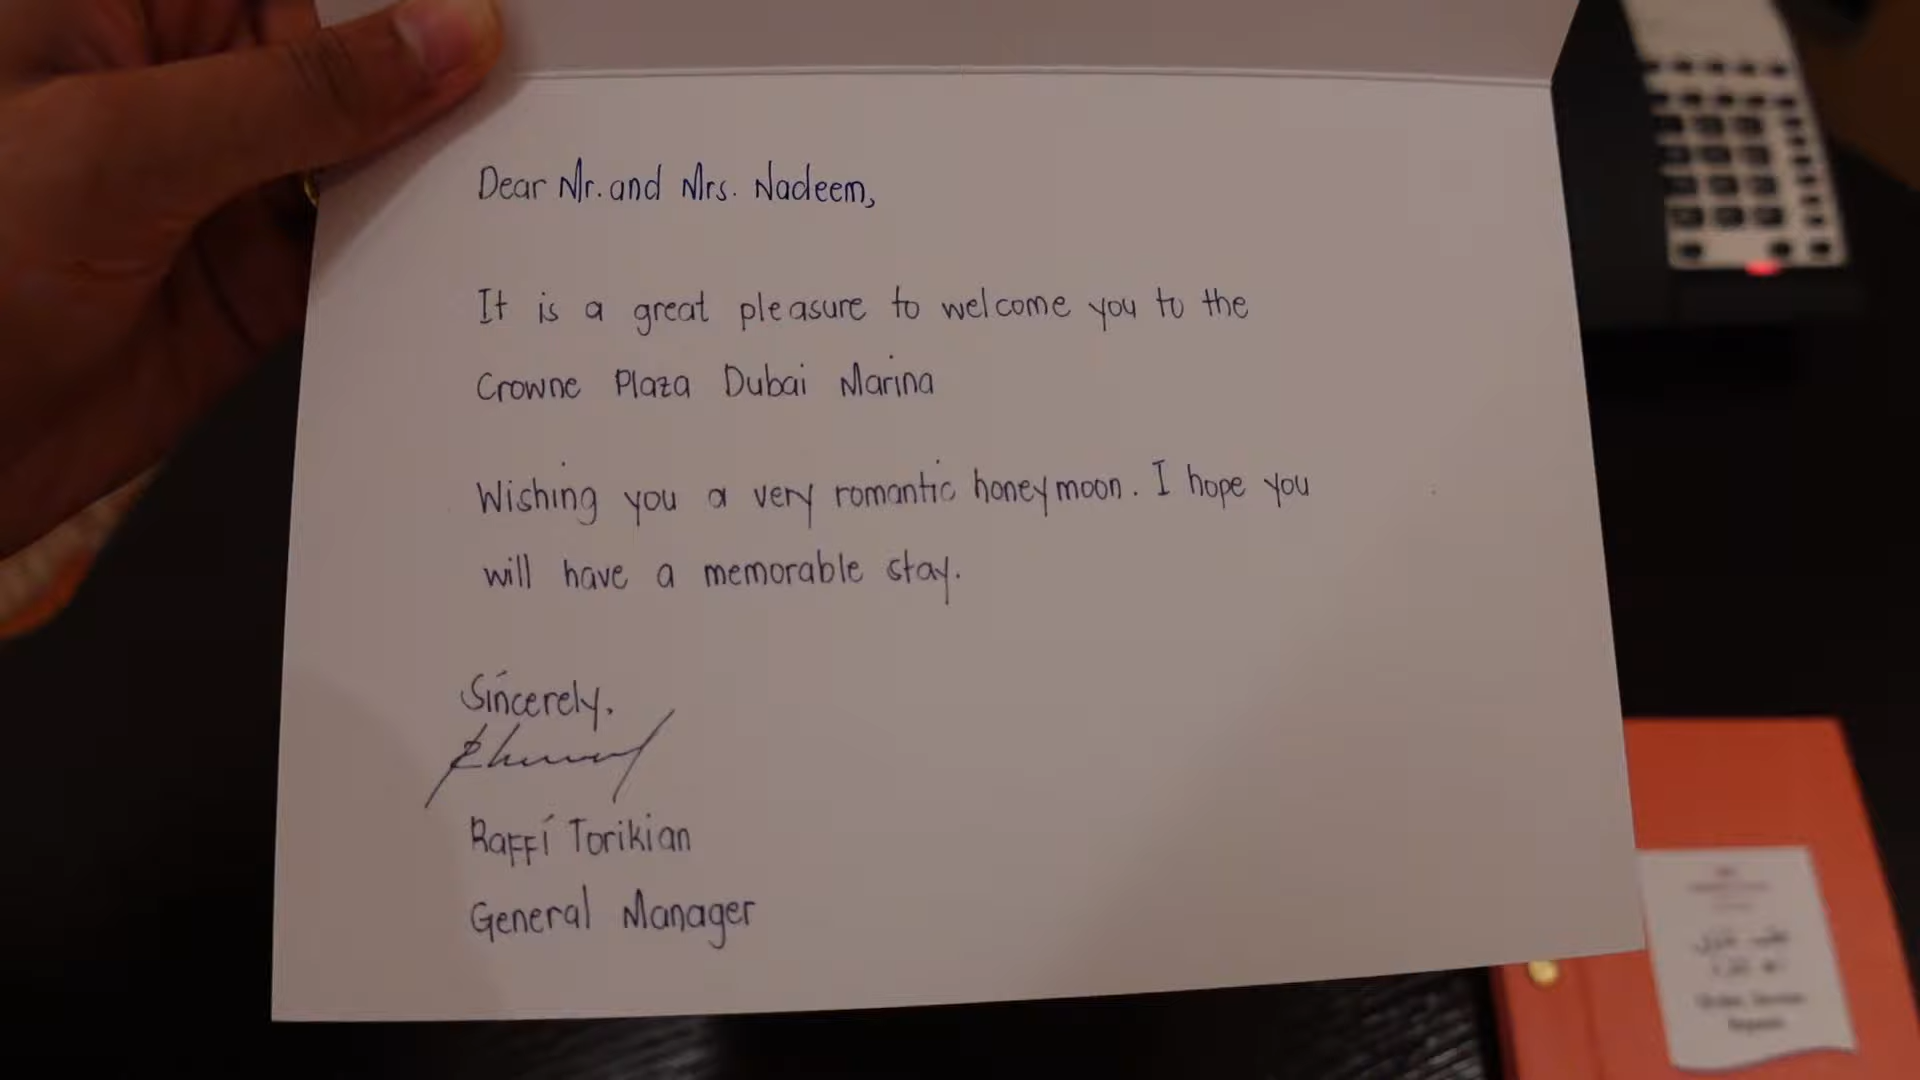 Dear Mr. and Mrs. Nadeem,
It is a great pleasure to welcome you to the
Crowne Plaza Dubai Marina
Wishing you a very romantic honeymoon. I hope you
will have a memorable stay.
Sincerely.
Raffi Torikian
General Manager